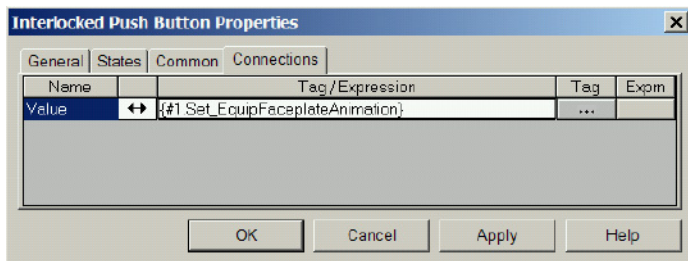 Interlocked Push Button Properties
General States Common Connections
Name Tag/Expression Tag Exprn
Value ↔ {#1.Set_EquipFaceplateAnimation} ...
OK Cancel Apply Help